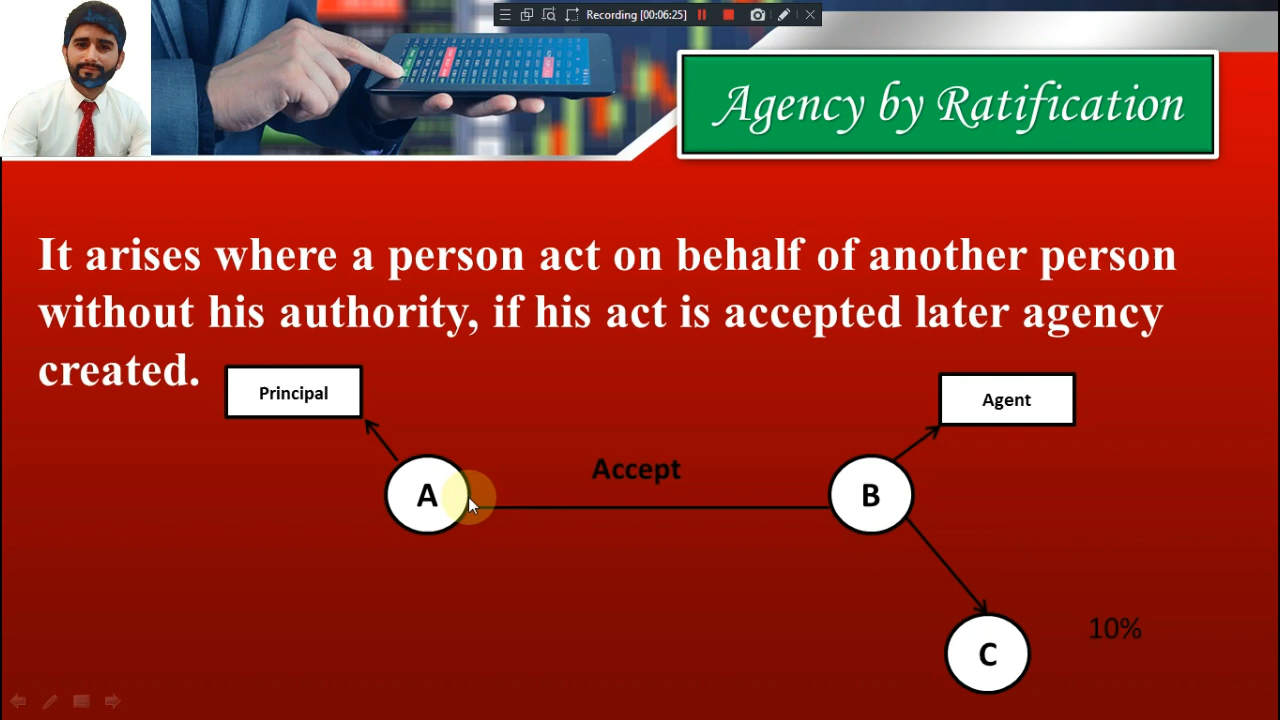 Recording [00:06:25]
Agency by Ratification
It arises where a person act on behalf of another person
without his authority, if his act is accepted later agency
created.
Principal
Agent
Accept
A
B
C
10%